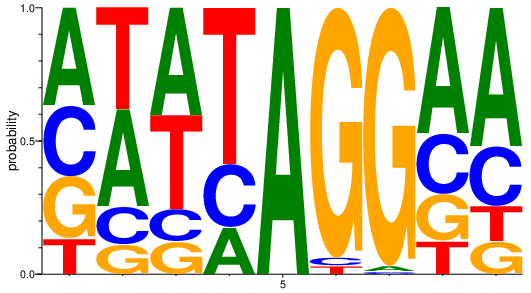 1.0
probability
0.5
0.0
A T A T A G G A A
C A T C C A C C
G C C A T C G T
T G G T G
5